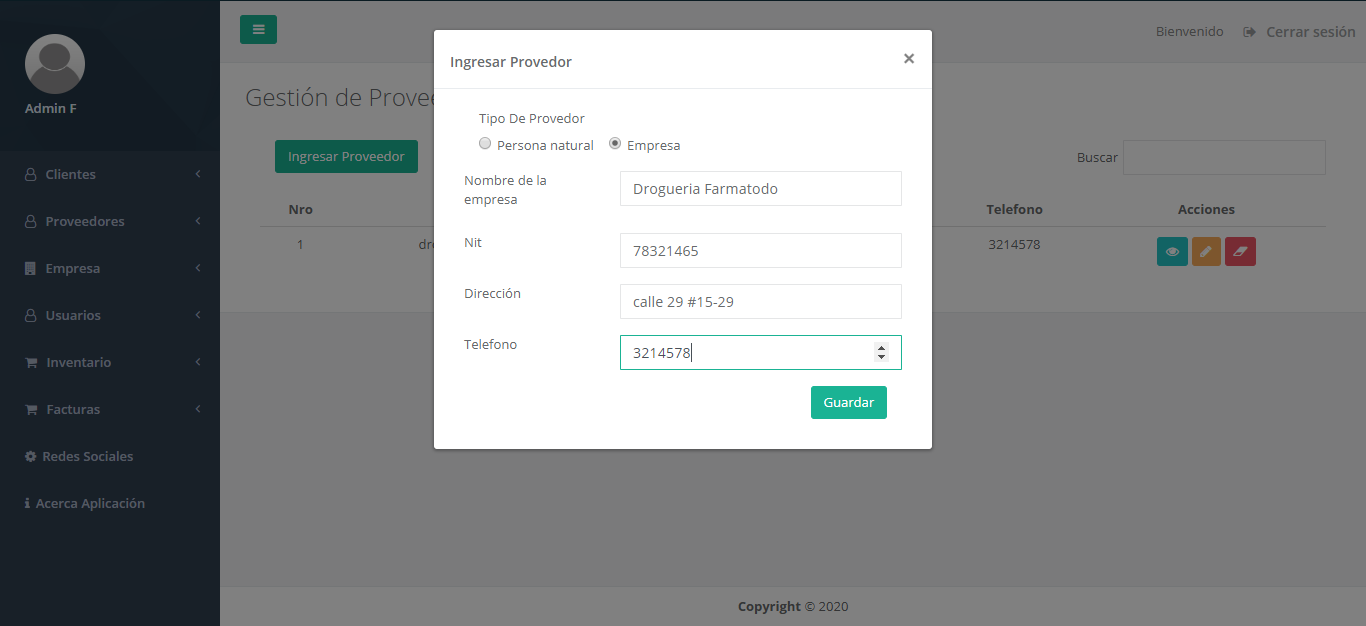 Bienvenido Cerrar sesión
Admin F
Clientes
Proveedores
Empresa
Usuarios
Inventario
Facturas
Redes Sociales
Acerca Aplicación
Gestión de Provee
Ingresar Proveedor
Buscar
Nro Telefono Acciones
1 dro 3214578
Ingresar Provedor ×
Tipo De Provedor
Persona natural Empresa
Nombre de la
empresa
Drogueria Farmatodo
Nit 78321465
Dirección calle 29 #15-29
Telefono 3214578
Guardar
Copyright © 2020